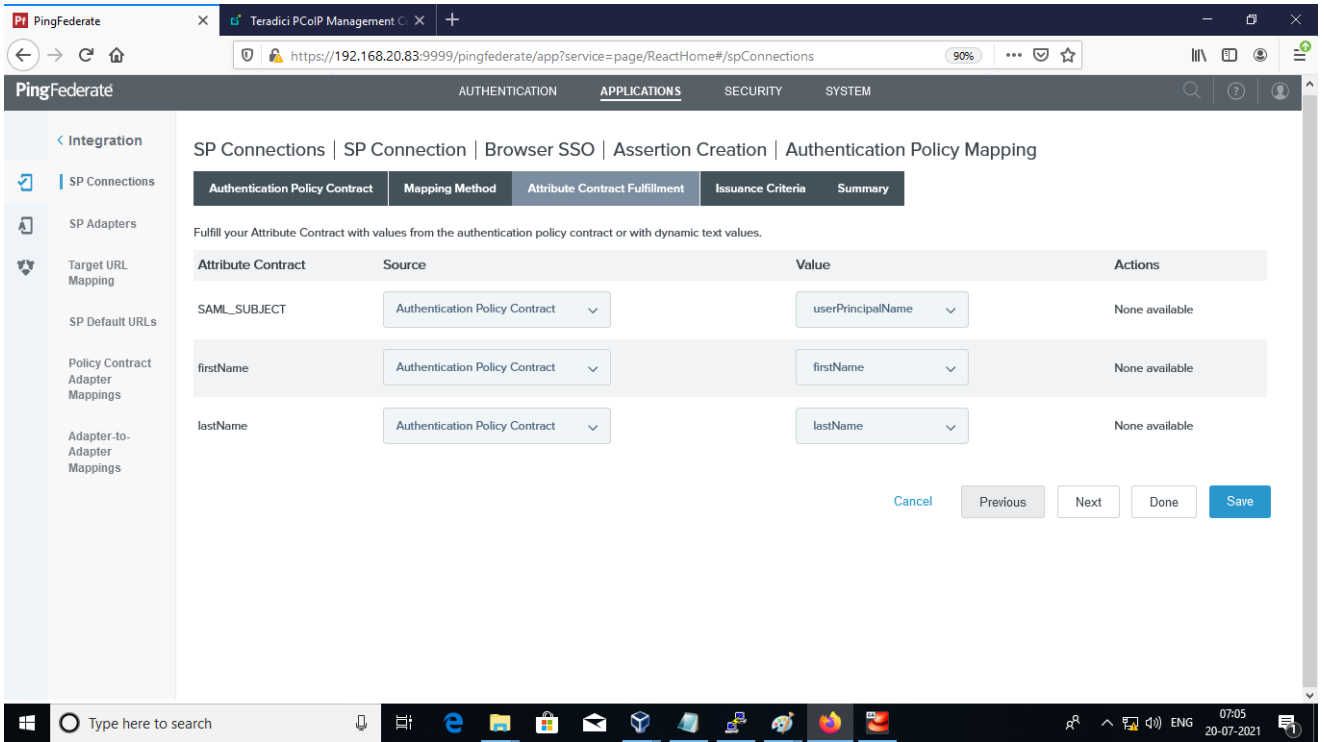 Pf PingFederate
Teradici PCoIP Management C
https://192.168.20.83:9999/pingfederate/app?service=page/ReactHome#/spConnections
90%
PingFederate
AUTHENTICATION APPLICATIONS SECURITY SYSTEM
< Integration
SP Connections
SP Adapters
Target URL
Mapping
SP Default URLs
Policy Contract
Adapter
Mappings
Adapter-to-
Adapter
Mappings
SP Connections | SP Connection | Browser SSO | Assertion Creation | Authentication Policy Mapping
Authentication Policy Contract Mapping Method Attribute Contract Fulfillment Issuance Criteria Summary
Fulfill your Attribute Contract with values from the authentication policy contract or with dynamic text values.
Attribute Contract Source Value Actions
SAML_SUBJECT Authentication Policy Contract userPrincipalName None available
firstName Authentication Policy Contract firstName None available
lastName Authentication Policy Contract lastName None available
Cancel Previous Next Done Save
Type here to search
ENG
07:05
20-07-2021
1